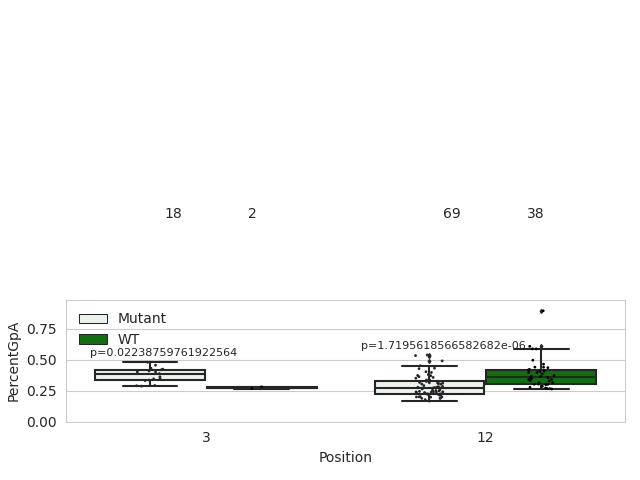 18 2 69 38
Mutant
WT
p=0.02238759761922564
p=1.7195618566582682e-06
0.75
0.50
0.25
0.00
PercentGpA
3 12
Position